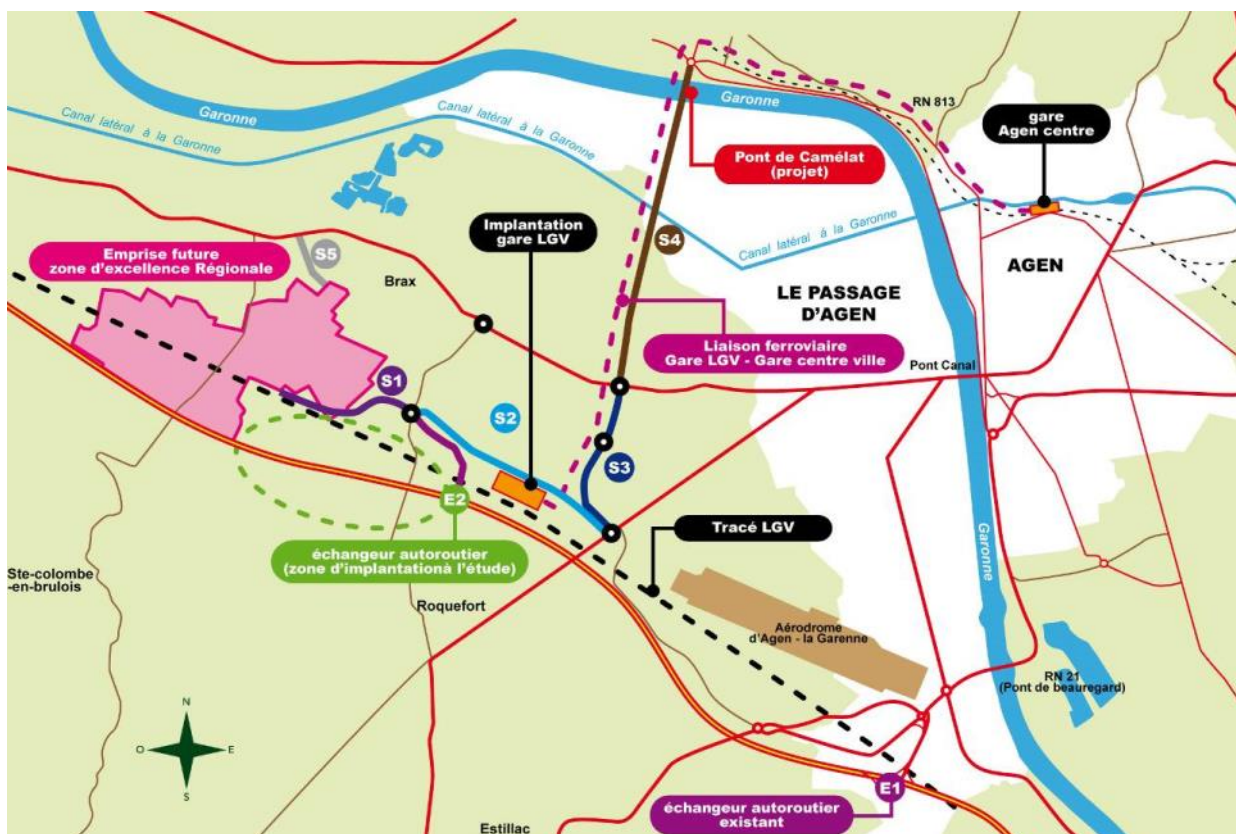 Garonne
Canal latéral à la Garonne
Canal latéral à la Garonne
Garonne
RN 813
gare
Agen centre
Pont de Camélat
(projet)
Implantation
gare LGV
S4
Emprise future
zone d'excellence Régionale
S5
Brax
Canal latéral à la Garonne
AGEN
LE PASSAGE
D'AGEN
Liaison ferroviaire
Gare LGV - Gare centre ville
Pont Canal
S1
S2
S3
E2
Tracé LGV
échangeur autoroutier
(zone d'implantationà l'étude)
Garonne
Ste-colombe
-en-brulois
Roquefort
Aérodrome
d'Agen - la Garenne
RN 21
(Pont de beauregard)
N
O
E
S
E1
échangeur autoroutier
existant
Estillac